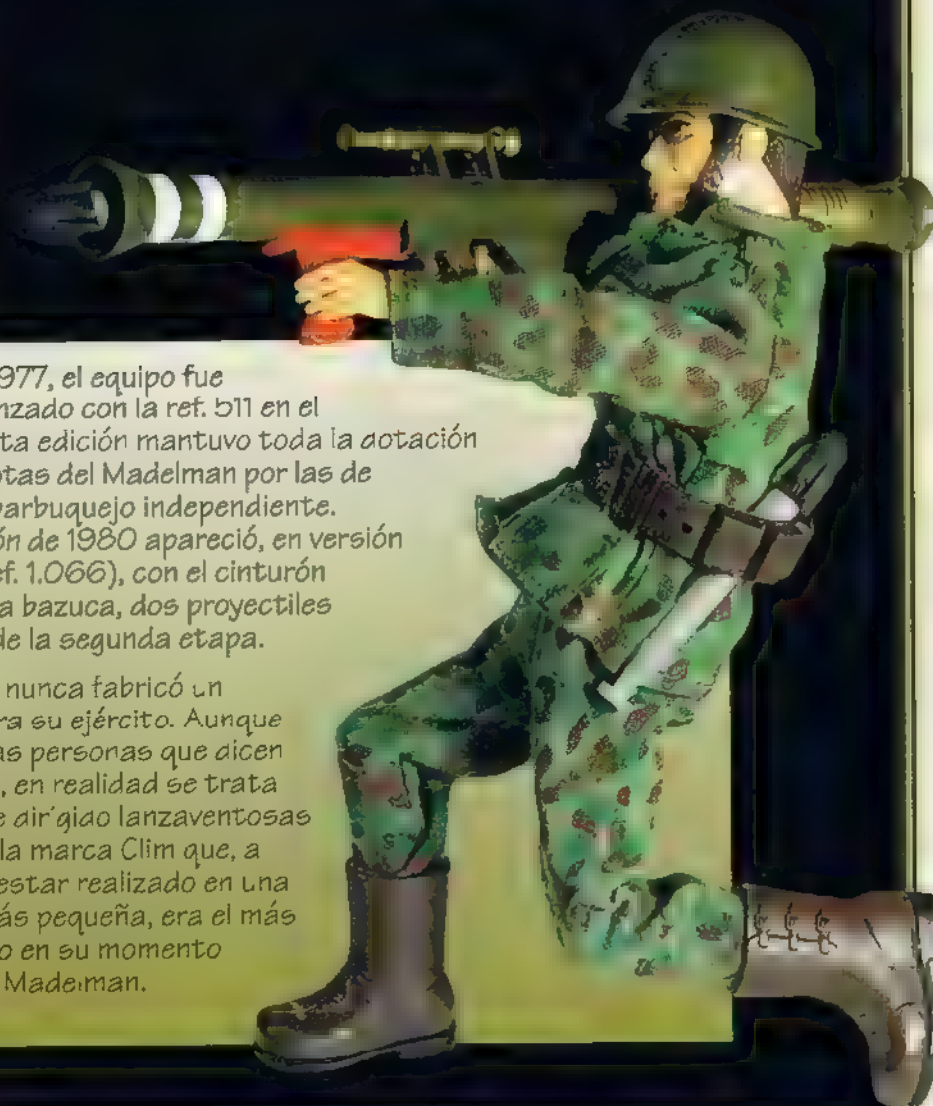 977, el equipo fue
nzado con la ref. 511 en el
ta edición mantuvo toda la dotación
otas del Madelman por las de
varbuquejo independiente.
ón de 1980 apareció, en versión
ef. 1.066), con el cinturón
a bazuca, dos proyectiles
de la segunda etapa.
nunca fabricó un
ra su ejército. Aunque
as personas que dicen
, en realidad se trata
e dirigido lanzaventosas
la marca Clim que, a
estar realizado en una
ás pequeña, era el más
o en su momento
Madelman.